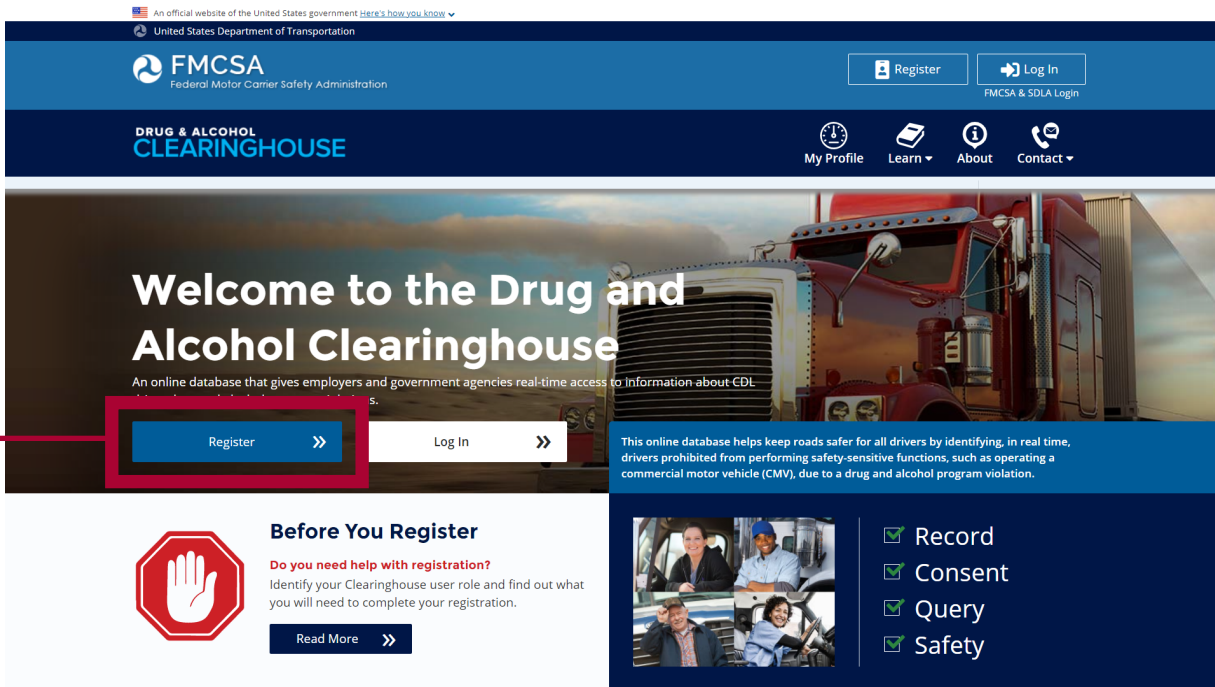 An official website of the United States government Here's how you know
United States Department of Transportation
FMCSA
Federal Motor Carrier Safety Administration
Register
Log In
FMCSA & SDLA Login
DRUG & ALCOHOL
CLEARINGHOUSE
My Profile
Learn
About
Contact
Welcome to the Drug and
Alcohol Clearinghouse
An online database that gives employers and government agencies real-time access to information about CDL
Register
Log In
This online database helps keep roads safer for all drivers by identifying, in real time,
drivers prohibited from performing safety-sensitive functions, such as operating a
commercial motor vehicle (CMV), due to a drug and alcohol program violation.
Before You Register
Do you need help with registration?
Identify your Clearinghouse user role and find out what
you will need to complete your registration.
Read More
Record
Consent
Query
Safety